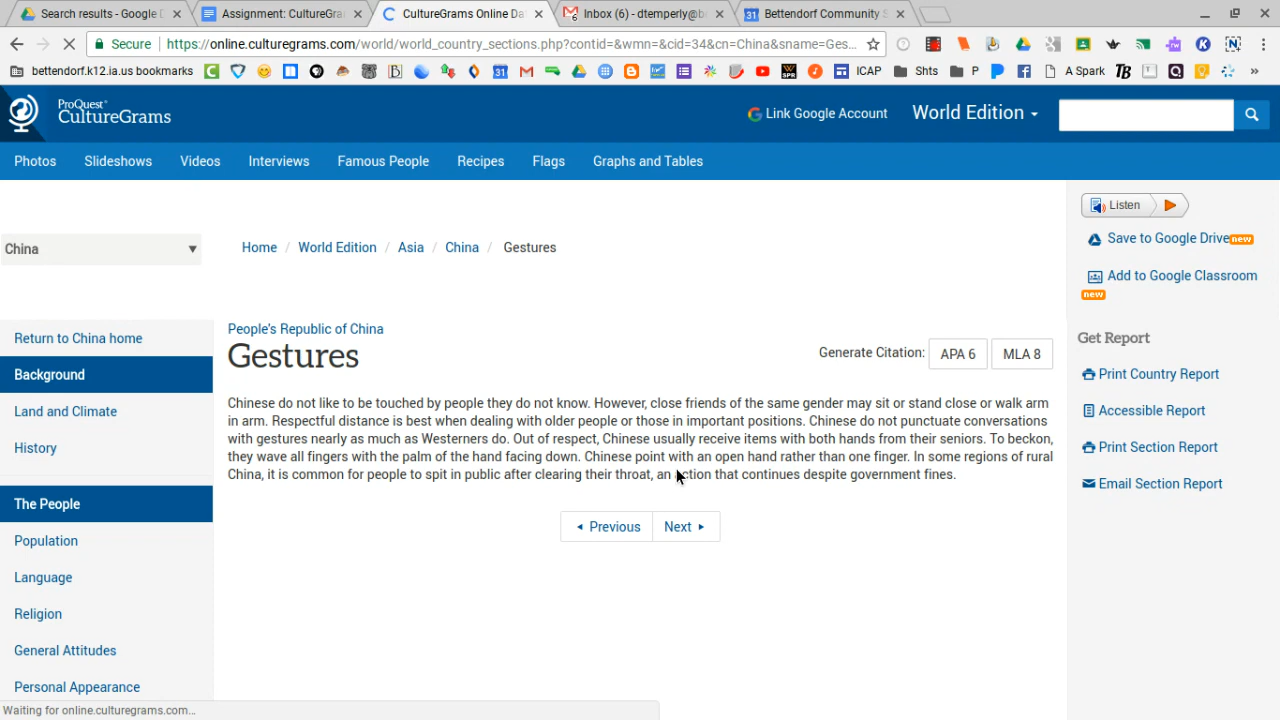 Search results - Google D
Assignment: CultureGra
CultureGrams Online Da
Inbox (6) - dtemperly@b
Bettendorf Community S
Secure
https://online.culturegrams.com/world/world_country_sections.php?contid=&wmn=&cid=34&cn=China&sname=Ges...
bettendorf.k12.ia.us bookmarks
ICAP
Shts
P
A Spark
»
ProQuest®
CultureGrams
Link Google Account
World Edition
Photos
Slideshows
Videos
Interviews
Famous People
Recipes
Flags
Graphs and Tables
Listen
China
Home / World Edition / Asia / China / Gestures
Save to Google Drive new
Add to Google Classroom
new
People's Republic of China
Gestures
Generate Citation: APA 6 MLA 8
Chinese do not like to be touched by people they do not know. However, close friends of the same gender may sit or stand close or walk arm
in arm. Respectful distance is best when dealing with older people or those in important positions. Chinese do not punctuate conversations
with gestures nearly as much as Westerners do. Out of respect, Chinese usually receive items with both hands from their seniors. To beckon,
they wave all fingers with the palm of the hand facing down. Chinese point with an open hand rather than one finger. In some regions of rural
China, it is common for people to spit in public after clearing their throat, an action that continues despite government fines.
Previous
Next
Return to China home
Background
Land and Climate
History
The People
Population
Language
Religion
General Attitudes
Personal Appearance
Get Report
Print Country Report
Accessible Report
Print Section Report
Email Section Report
Waiting for online.culturegrams.com...